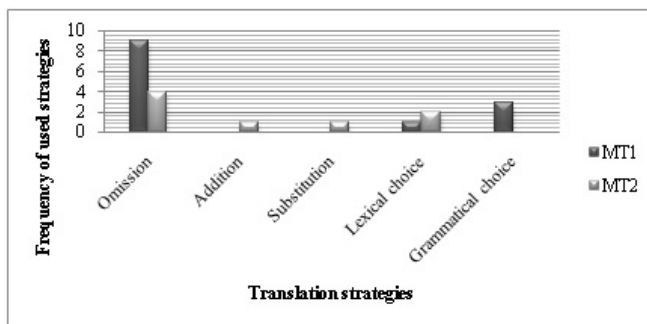 10
8
6
4
2
0
Frequency of used strategies
Omission
Addition
Substitution
Lexical choice
Grammatical choice
Translation strategies
MT1
MT2